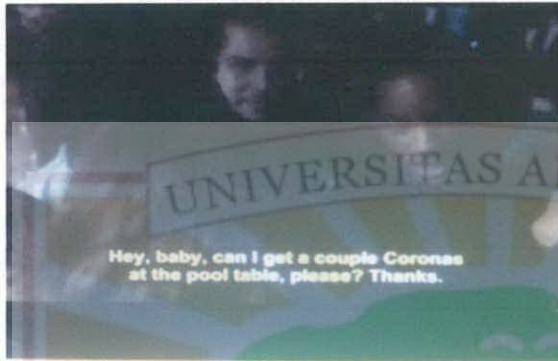 UNIVERSITAS A
Hey, baby, can I get a couple Coronas
at the pool table, please? Thanks.